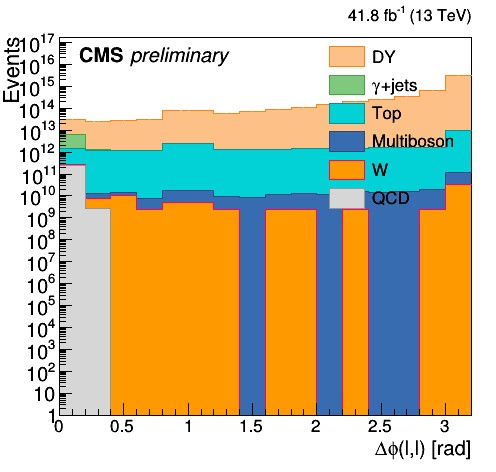 41.8 fb⁻¹ (13 TeV)
Events
CMS preliminary
10¹⁷
10¹⁶
10¹⁵
10¹⁴
10¹³
10¹²
10¹¹
10¹⁰
10⁹
10⁸
10⁷
10⁶
10⁵
10⁴
10³
10²
10
1
DY
γ+jets
Top
Multiboson
W
QCD
0 0.5 1 1.5 2 2.5 3
Δϕ(l,l) [rad]